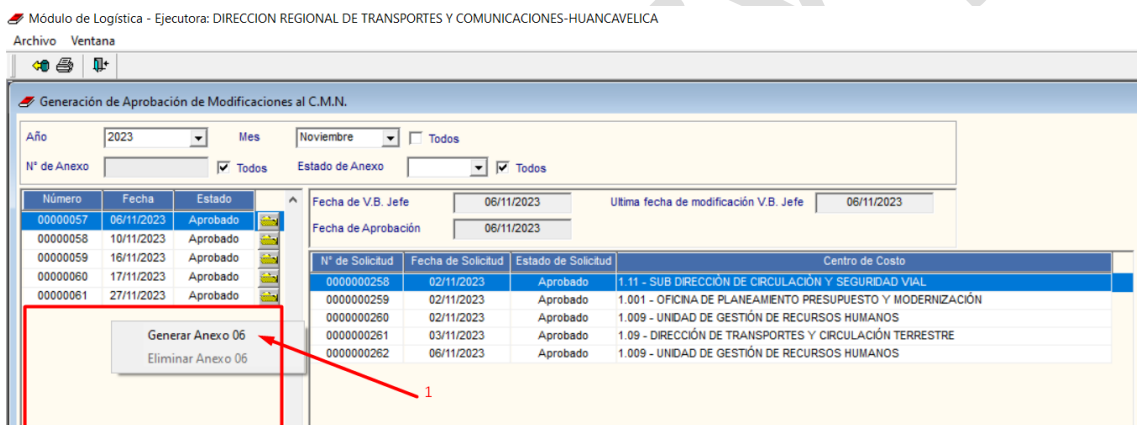 Módulo de Logística - Ejecutora: DIRECCION REGIONAL DE TRANSPORTES Y COMUNICACIONES-HUANCAVELICA
Archivo Ventana
Generación de Aprobación de Modificaciones al C.M.N.
Año 2023 Mes Noviembre Todos
N° de Anexo Todos Estado de Anexo Todos
Número Fecha Estado
00000057 06/11/2023 Aprobado
00000058 10/11/2023 Aprobado
00000059 16/11/2023 Aprobado
00000060 17/11/2023 Aprobado
00000061 27/11/2023 Aprobado
Generar Anexo 06
Eliminar Anexo 06
1
Fecha de V.B. Jefe 06/11/2023 Ultima fecha de modificación V.B. Jefe 06/11/2023
Fecha de Aprobación 06/11/2023
N° de Solicitud Fecha de Solicitud Estado de Solicitud Centro de Costo
0000000258 02/11/2023 Aprobado 1.11 - SUB DIRECCIÓN DE CIRCULACIÓN Y SEGURIDAD VIAL
0000000259 02/11/2023 Aprobado 1.001 - OFICINA DE PLANEAMIENTO PRESUPUESTO Y MODERNIZACIÓN
0000000260 02/11/2023 Aprobado 1.009 - UNIDAD DE GESTIÓN DE RECURSOS HUMANOS
0000000261 03/11/2023 Aprobado 1.09 - DIRECCIÓN DE TRANSPORTES Y CIRCULACIÓN TERRESTRE
0000000262 06/11/2023 Aprobado 1.009 - UNIDAD DE GESTIÓN DE RECURSOS HUMANOS